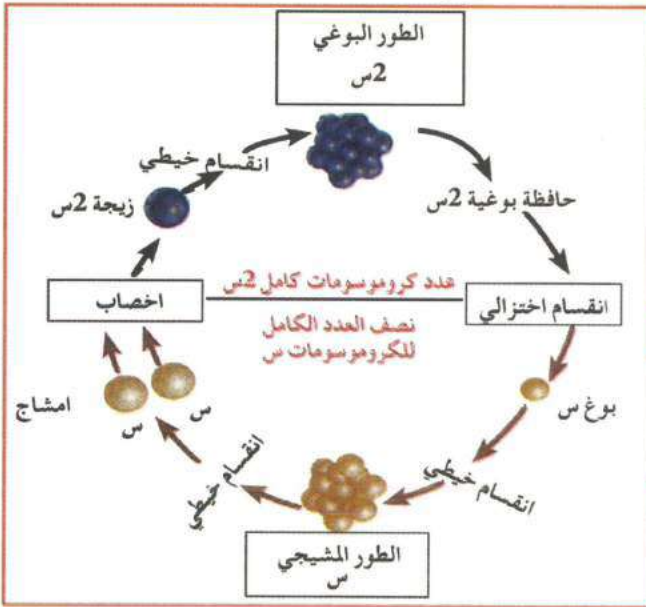 الطور البوغي
2س
انقسام خيطي
حافظة بوغية 2س
زيجة 2س
عدد كروموسومات كامل 2س
اخصاب
انقسام اختزالي
نصف العدد الكامل
للكروموسومات س
امشاج
س
س
بوغ س
انقسام خيطي
انقسام خيطي
الطور المشيجي
س